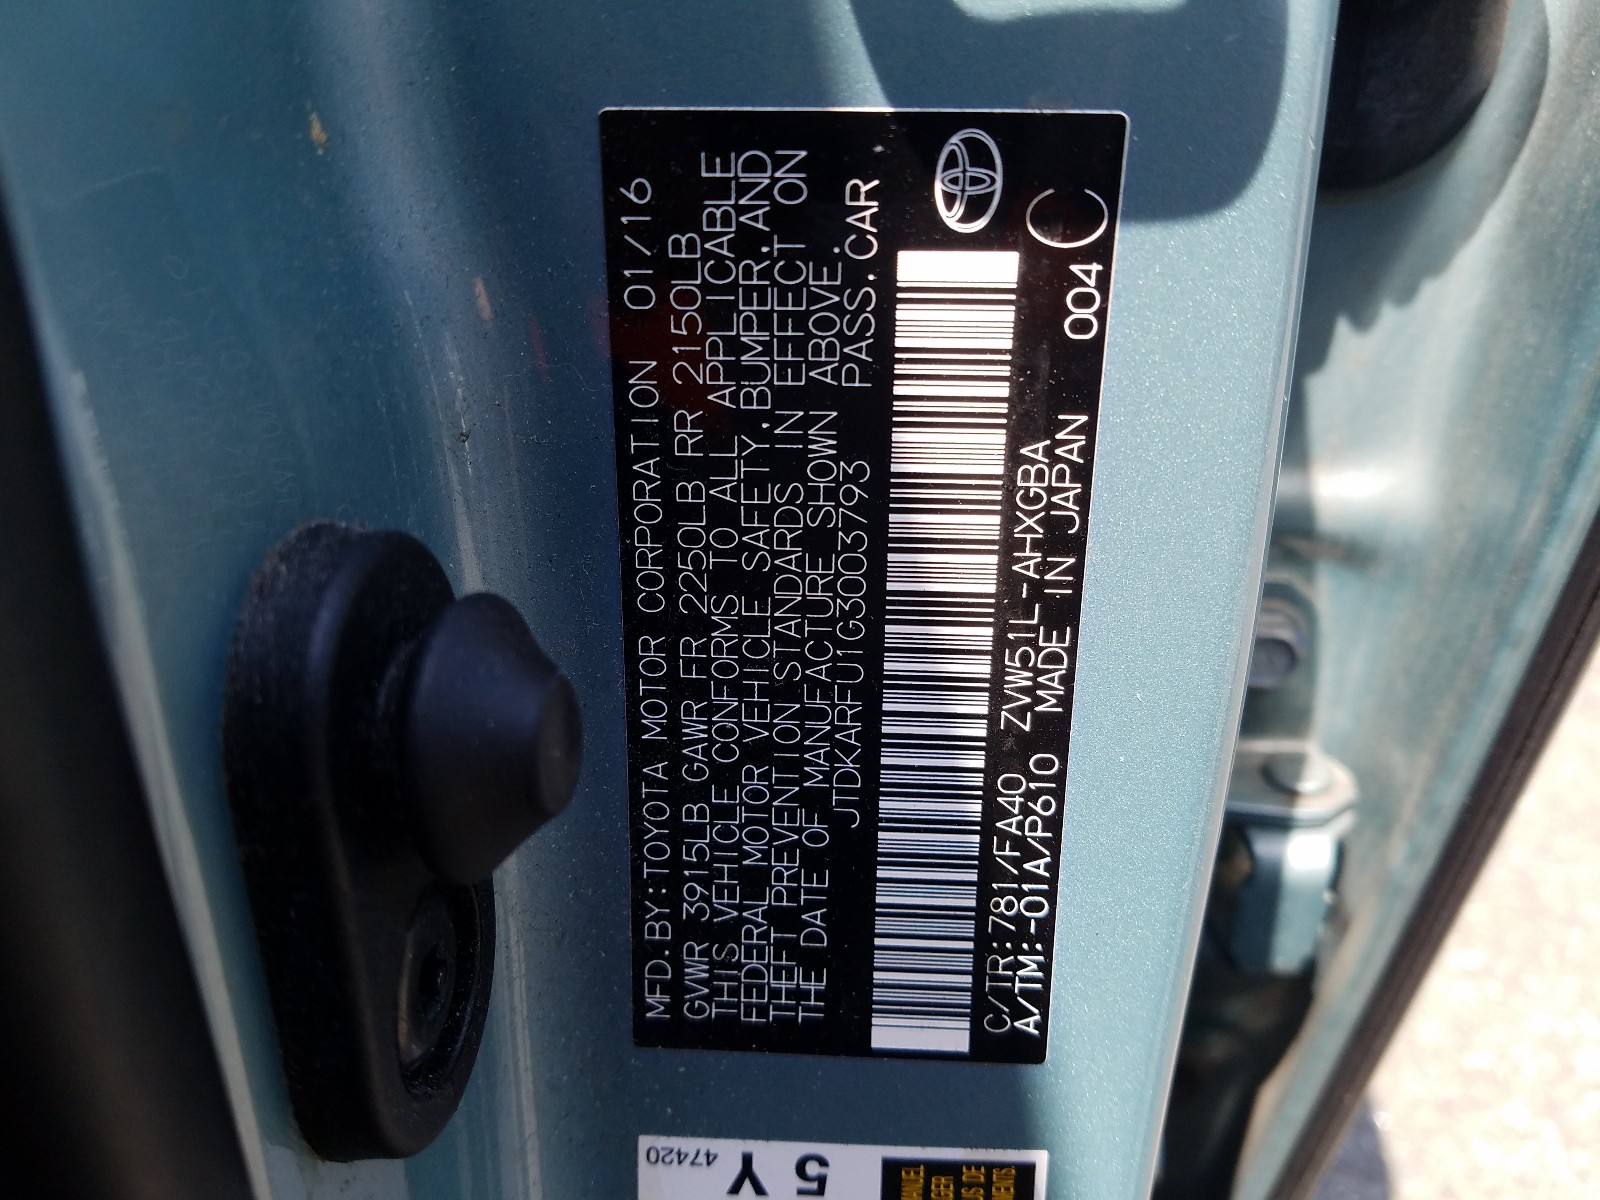 MFD.BY:TOYOTA MOTOR CORPORATION 01/16
GVWR 3915LB GAWR FR 2250LB RR 2150LB
THIS VEHICLE CONFORMS TO ALL APPLICABLE
FEDERAL MOTOR VEHICLE SAFETY,BUMPER,AND
THEFT PREVENTION STANDARDS IN EFFECT ON
THE DATE OF MANUFACTURE SHOWN ABOVE.
JTDKARFU1G3003793 PASS.CAR
C/TR:781/FA40 ZVW51L-AHXGBA
A/TM:-01A/P610 MADE IN JAPAN 004 C
47420
5Y